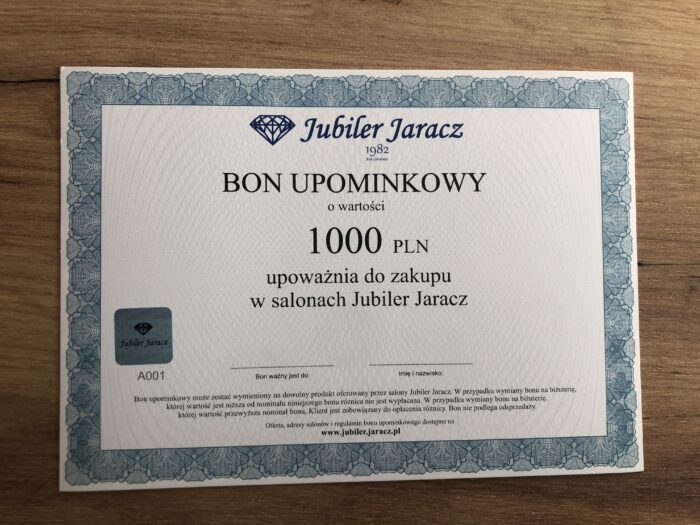 Jubiler Jaracz
1982
Rok założenia
BON UPOMINKOWY
o wartości
1000 PLN
upoważnia do zakupu
w salonach Jubiler Jaracz
Jubiler Jaracz
A001
Bon ważny jest do:
Imię i nazwisko:
Bon upominkowy może zostać wymieniony na dowolny produkt oferowany przez salony Jubiler Jaracz. W przypadku wymiany bonu na biżuterię,
której wartość jest niższa od nominału niniejszego bonu różnica nie jest wypłacana. W przypadku wymiany bonu na biżuterię,
której wartość przewyższa nominał bonu, Klient jest zobowiązany do opłacenia różnicy. Bon nie podlega odsprzedaży.
Oferta, adresy salonów i regulamin bonu upominkowego dostępne na
www.jubiler.jaracz.pl